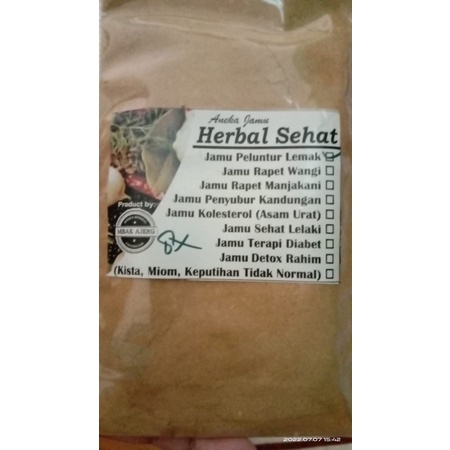 Aneka Jamu
Herbal Sehat
Jamu Peluntur Lemak
Jamu Rapet Wangi
Jamu Rapet Manjakani
Jamu Penyubur Kandungan
Jamu Kolesterol (Asam Urat)
Jamu Sehat Lelaki
Jamu Terapi Diabet
Jamu Detox Rahim
(Kista, Miom, Keputihan Tidak Normal)
Product by:
MBAK AJENG
8x
2022.07.07 15:42